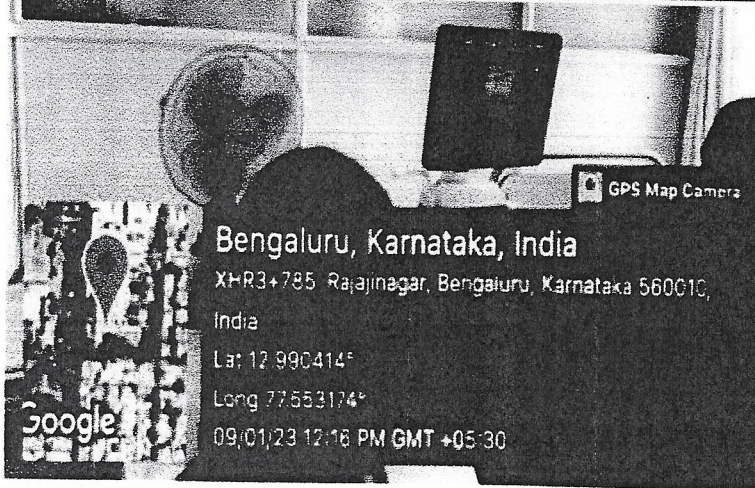 GPS Map Camera
Bengaluru, Karnataka, India
XHR3+785, Rajajinagar, Bengaluru, Karnataka 560010,
India
Lat 12.990414°
Long 77.553174°
09/01/23 12:16 PM GMT +05:30
Google